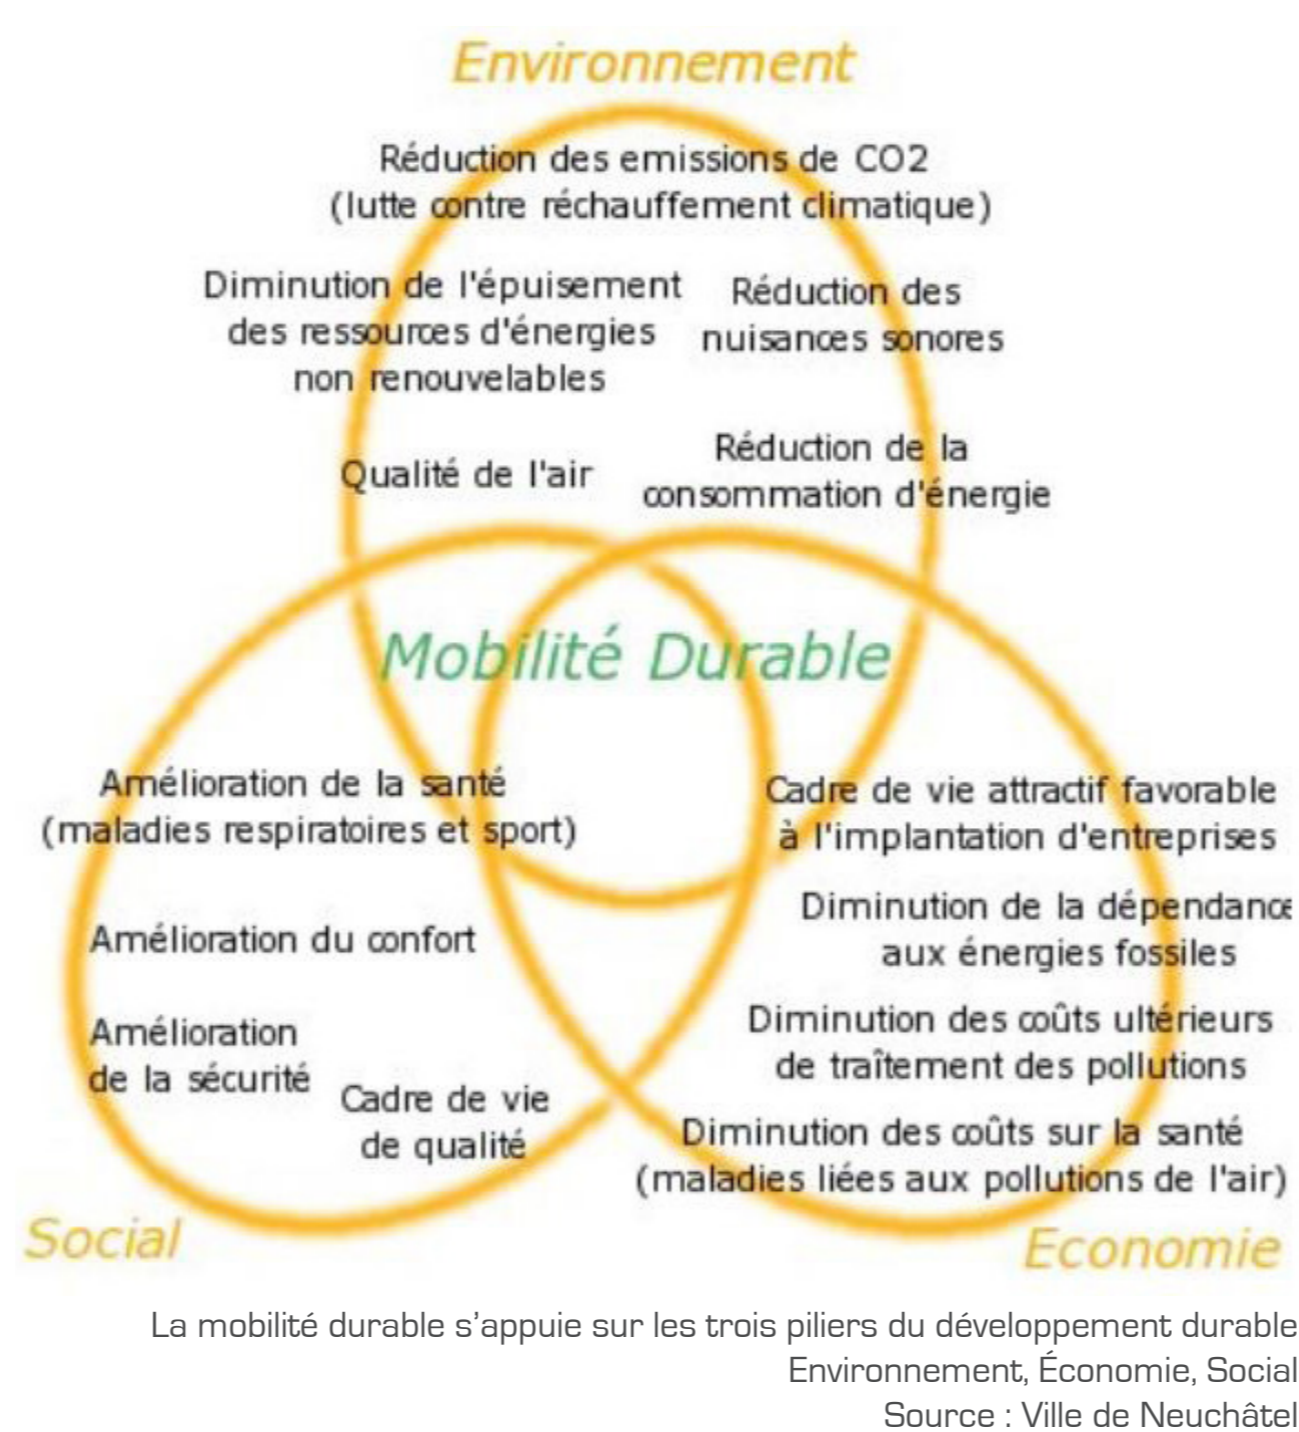 Environnement
Réduction des emissions de CO2
(lutte contre réchauffement climatique)
Diminution de l'épuisement
des ressources d'énergies
non renouvelables
Réduction des
nuisances sonores
Qualité de l'air
Réduction de la
consommation d'énergie
Mobilité Durable
Amélioration de la santé
(maladies respiratoires et sport)
Amélioration du confort
Amélioration
de la sécurité
Cadre de vie
de qualité
Cadre de vie attractif favorable
à l'implantation d'entreprises
Diminution de la dépendance
aux énergies fossiles
Diminution des coûts ultérieurs
de traîtement des pollutions
Diminution des coûts sur la santé
(maladies liées aux pollutions de l'air)
Social
Economie
La mobilité durable s'appuie sur les trois piliers du développement durable
Environnement, Économie, Social
Source : Ville de Neuchâtel